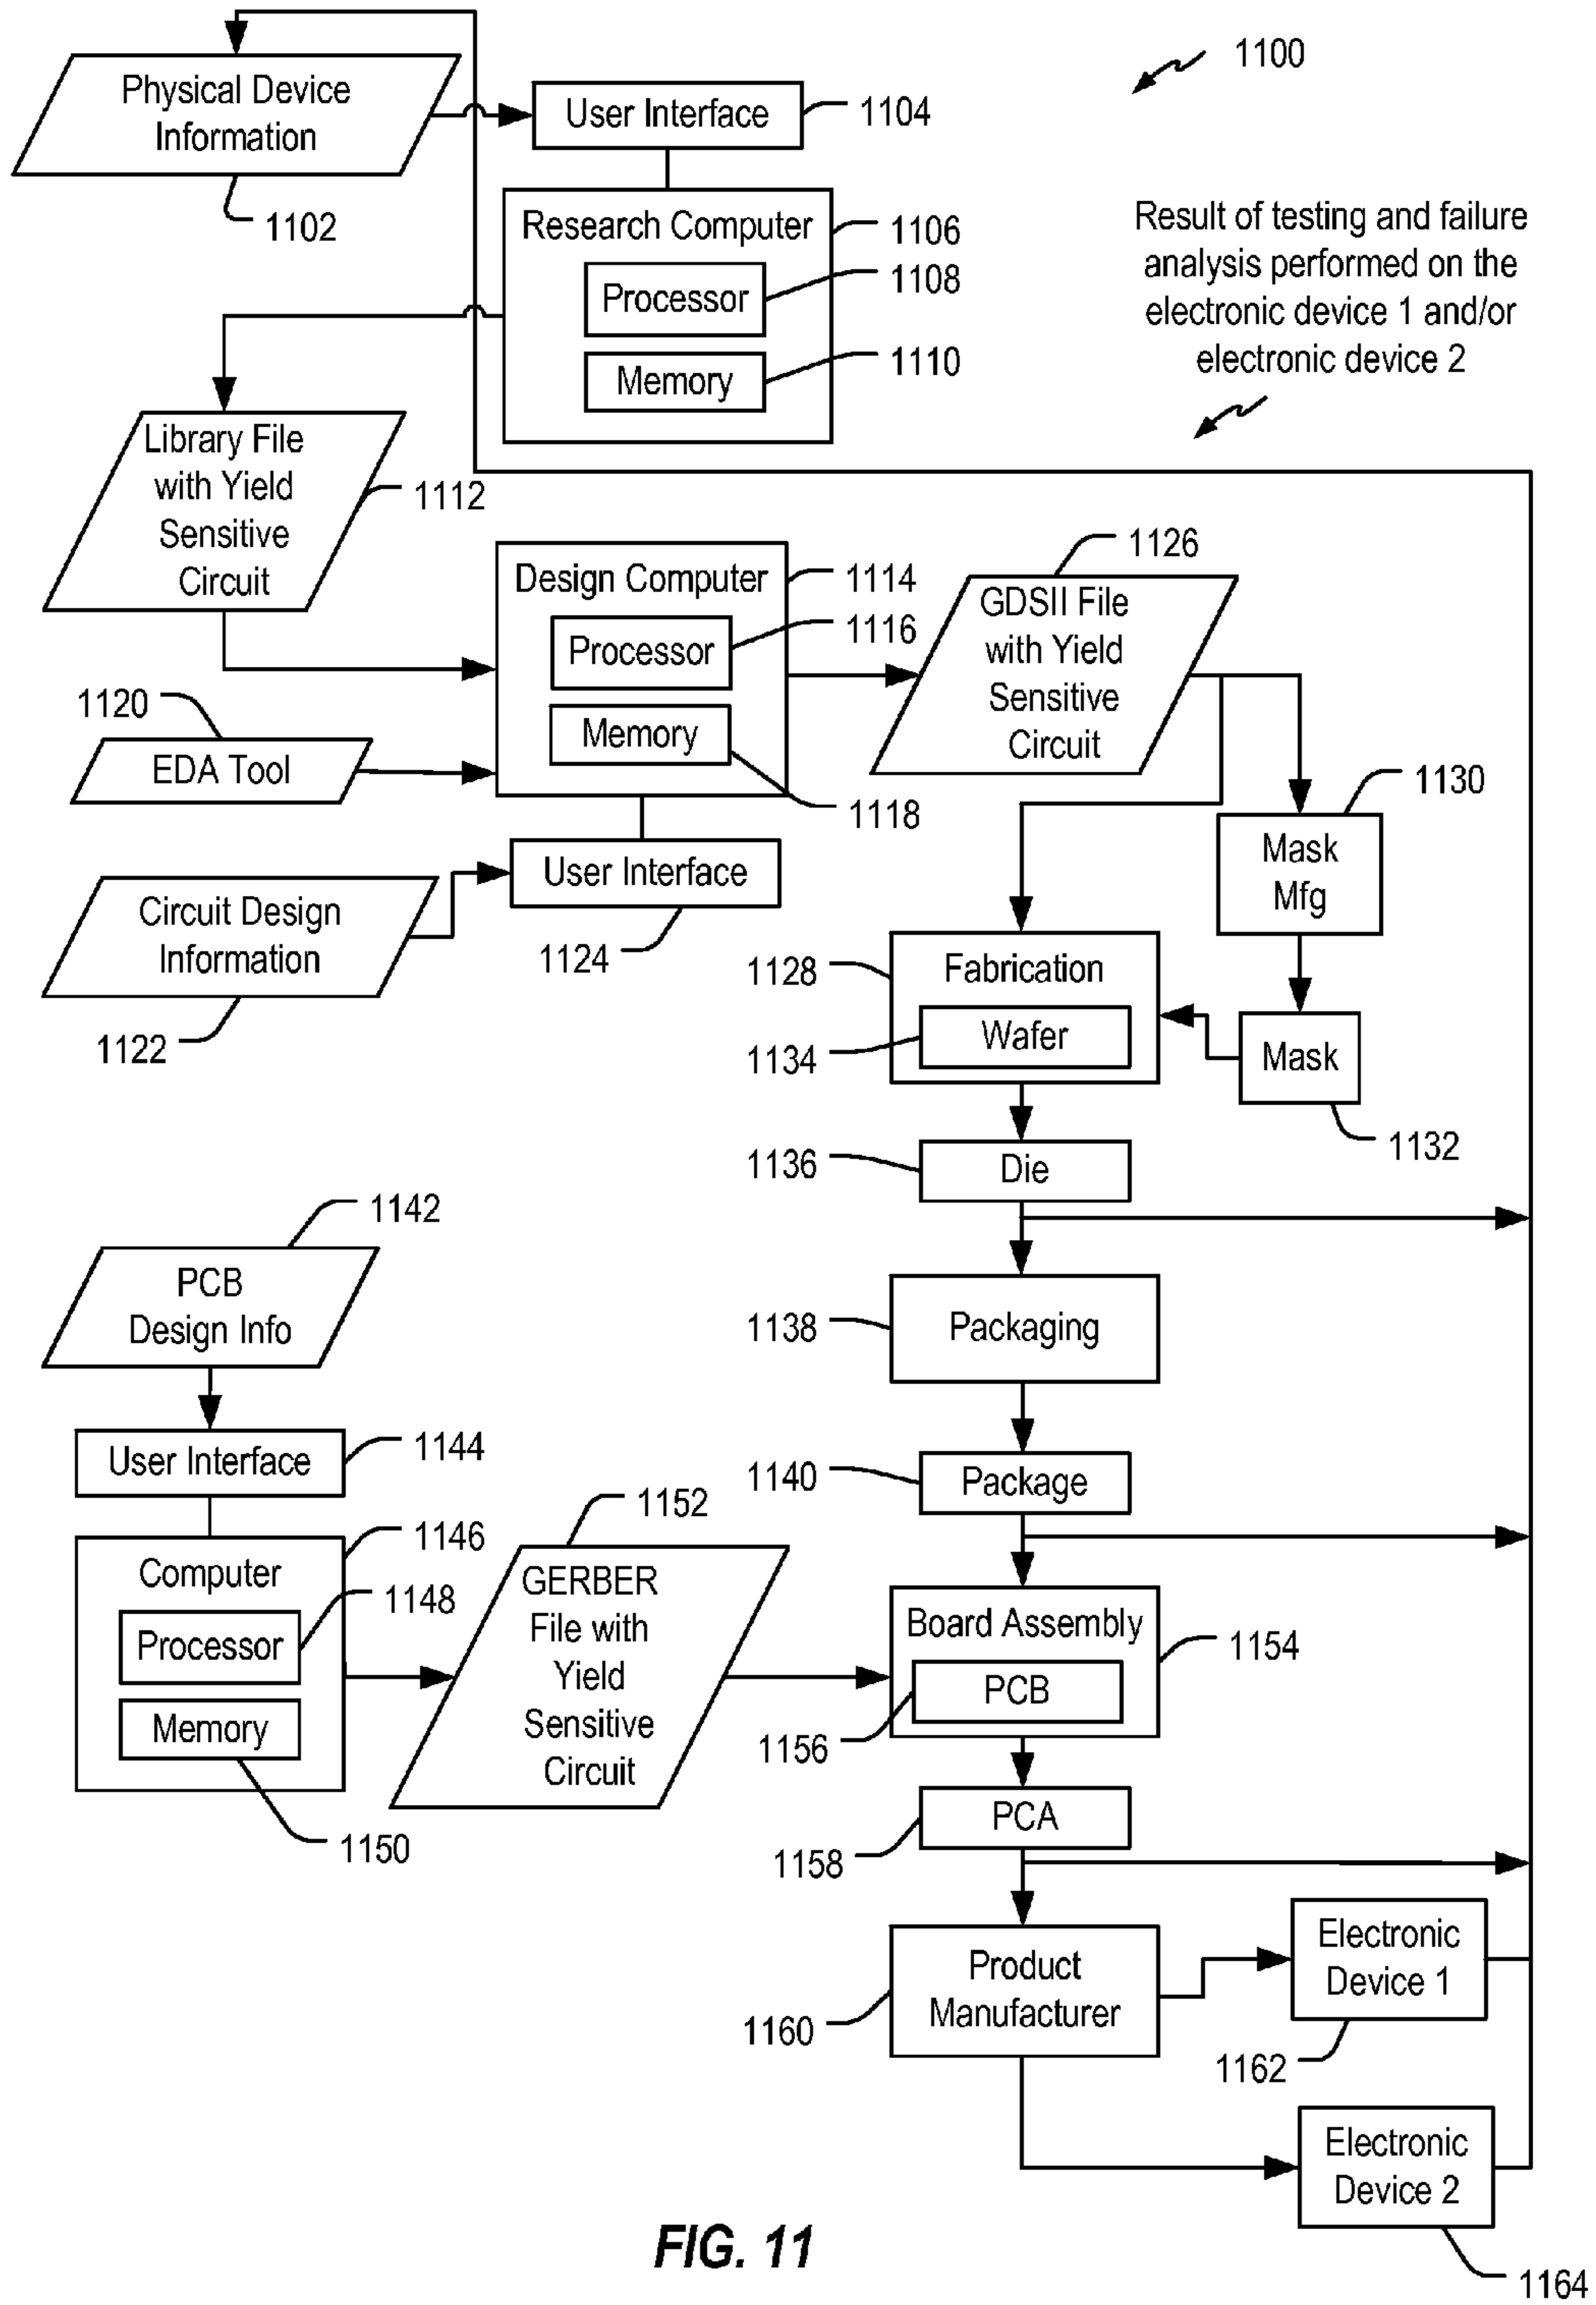 1100
Physical Device
Information
1102
User Interface
1104
Research Computer
1106
Processor
1108
Memory
1110
Result of testing and failure
analysis performed on the
electronic device 1 and/or
electronic device 2
Library File
with Yield
Sensitive
Circuit
1112
Design Computer
1114
Processor
1116
Memory
1118
1120
EDA Tool
Circuit Design
Information
1122
User Interface
1124
1126
GDSII File
with Yield
Sensitive
Circuit
1130
Mask
Mfg
1128
Fabrication
1134
Wafer
Mask
1132
1136
Die
1138
Packaging
1140
Package
1142
PCB
Design Info
User Interface
1144
Computer
1146
Processor
1148
Memory
1150
1152
GERBER
File with
Yield
Sensitive
Circuit
Board Assembly
1154
PCB
1156
PCA
1158
Product
Manufacturer
1160
Electronic
Device 1
1162
Electronic
Device 2
1164
FIG. 11